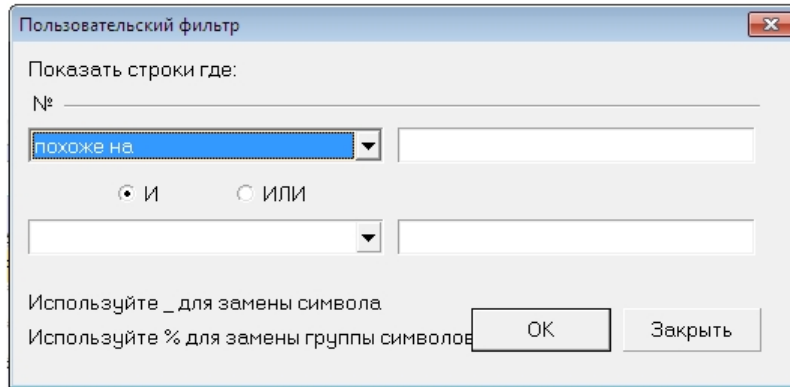 Пользовательский фильтр
Показать строки где:
№
похоже на
И ИЛИ
Используйте _ для замены символа
Используйте % для замены группы символов
OK Закрыть